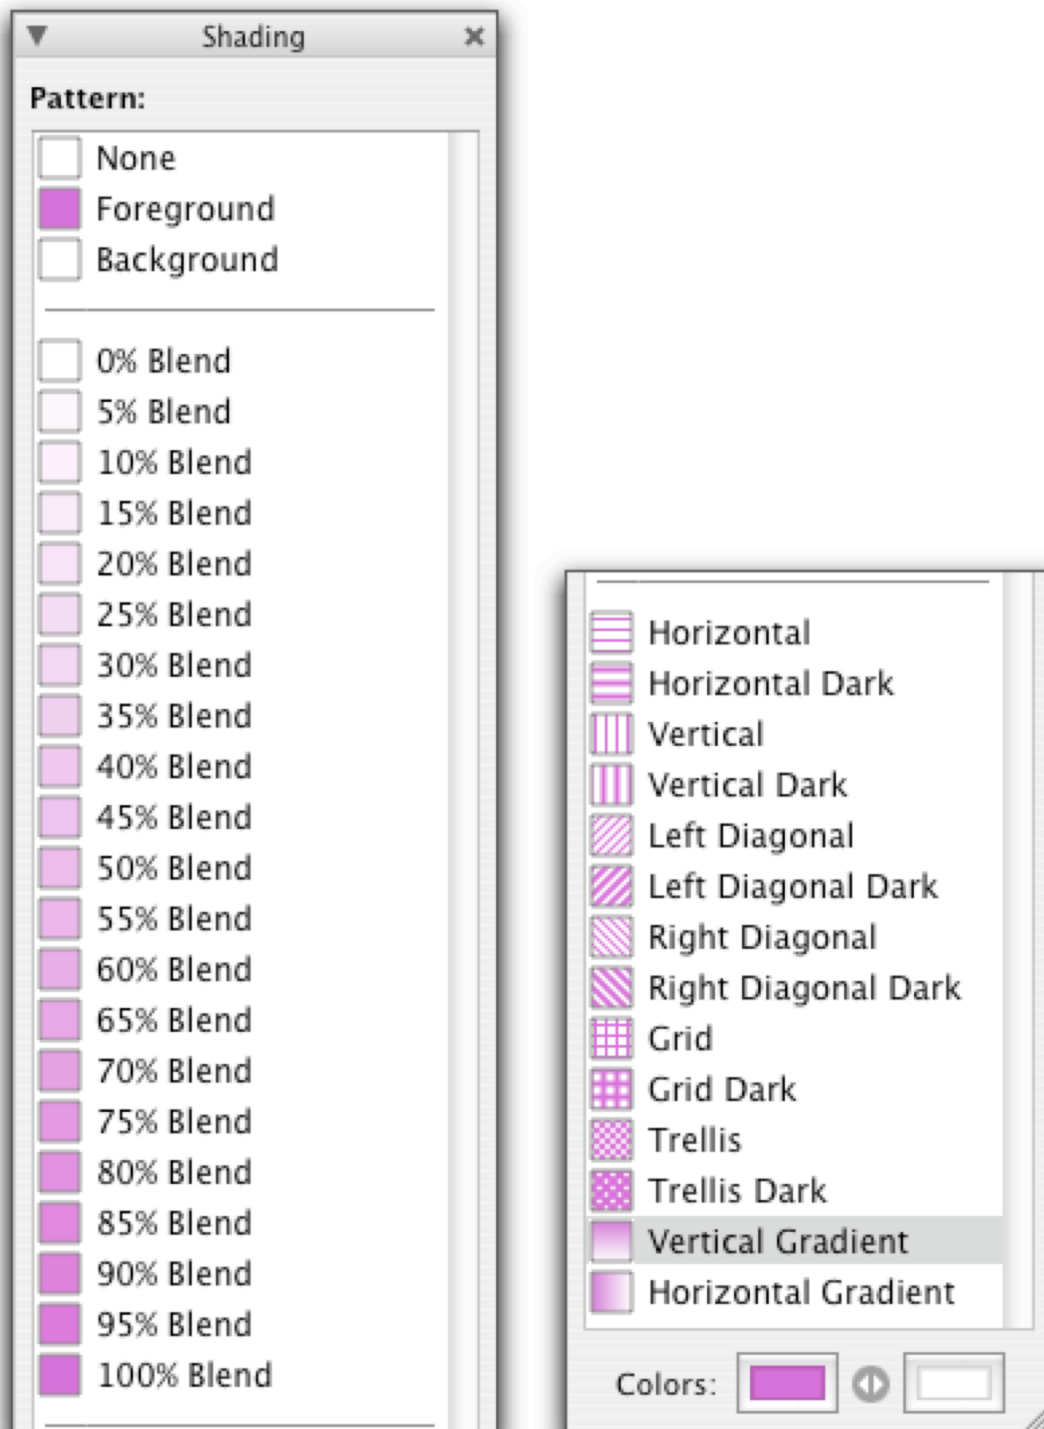 Shading
Pattern:
None
Foreground
Background
0% Blend
5% Blend
10% Blend
15% Blend
20% Blend
25% Blend
30% Blend
35% Blend
40% Blend
45% Blend
50% Blend
55% Blend
60% Blend
65% Blend
70% Blend
75% Blend
80% Blend
85% Blend
90% Blend
95% Blend
100% Blend
Horizontal
Horizontal Dark
Vertical
Vertical Dark
Left Diagonal
Left Diagonal Dark
Right Diagonal
Right Diagonal Dark
Grid
Grid Dark
Trellis
Trellis Dark
Vertical Gradient
Horizontal Gradient
Colors: